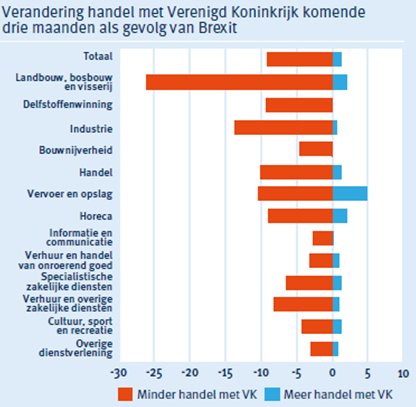 Verandering handel met Verenigd Koninkrijk komende
drie maanden als gevolg van Brexit
Totaal
Landbouw, bosbouw
en visserij
Delfstoffenwinning
Industrie
Bouwnijverheid
Handel
Vervoer en opslag
Horeca
Informatie en
communicatie
Verhuur en handel
van onroerend goed
Specialistische
zakelijke diensten
Verhuur en overige
zakelijke diensten
Cultuur, sport
en recreatie
Overige
dienstverlening
-30 -25 -20 -15 -10 -5 0 5 10
Minder handel met VK Meer handel met VK